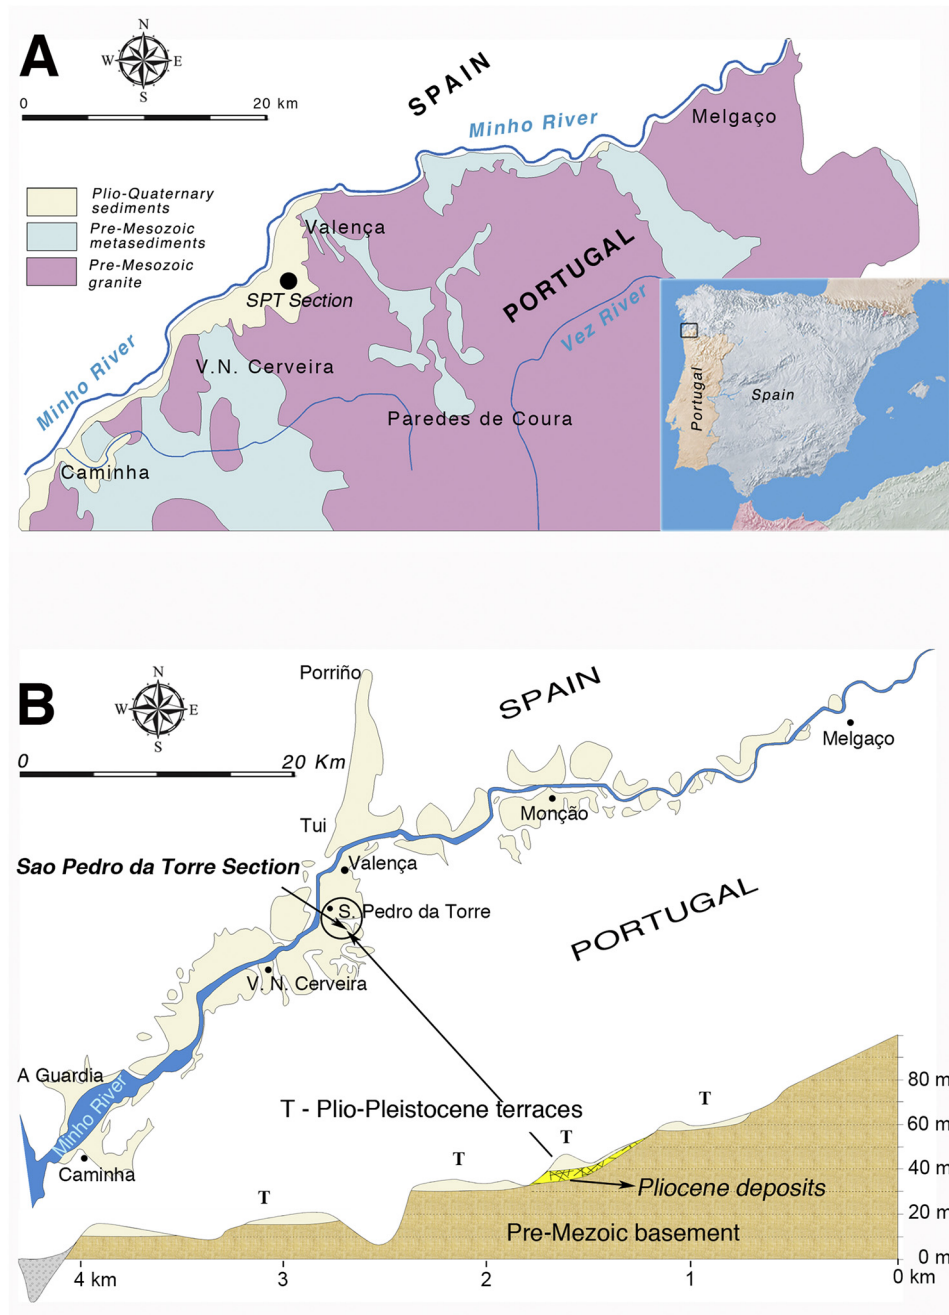 A
N
W
E
S
0
20 km
SPAIN
Minho River
Melgaço
Plio-Quaternary
sediments
Pre-Mesozoic
metasediments
Pre-Mesozoic
granite
Valença
SPT Section
PORTUGAL
Vez River
Minho River
V.N. Cerveira
Paredes de Coura
Caminha
Portugal
Spain
B
N
W
E
S
0
20 Km
Porriño
SPAIN
Melgaço
Monção
Tui
Valença
Sao Pedro da Torre Section
S. Pedro da Torre
PORTUGAL
V. N. Cerveira
A Guardia
Minho River
Caminha
T - Plio-Pleistocene terraces
T
T
T
T
80 m
60 m
40 m
20 m
0 m
Pliocene deposits
Pre-Mezoic basement
4 km
3
2
1
0 km